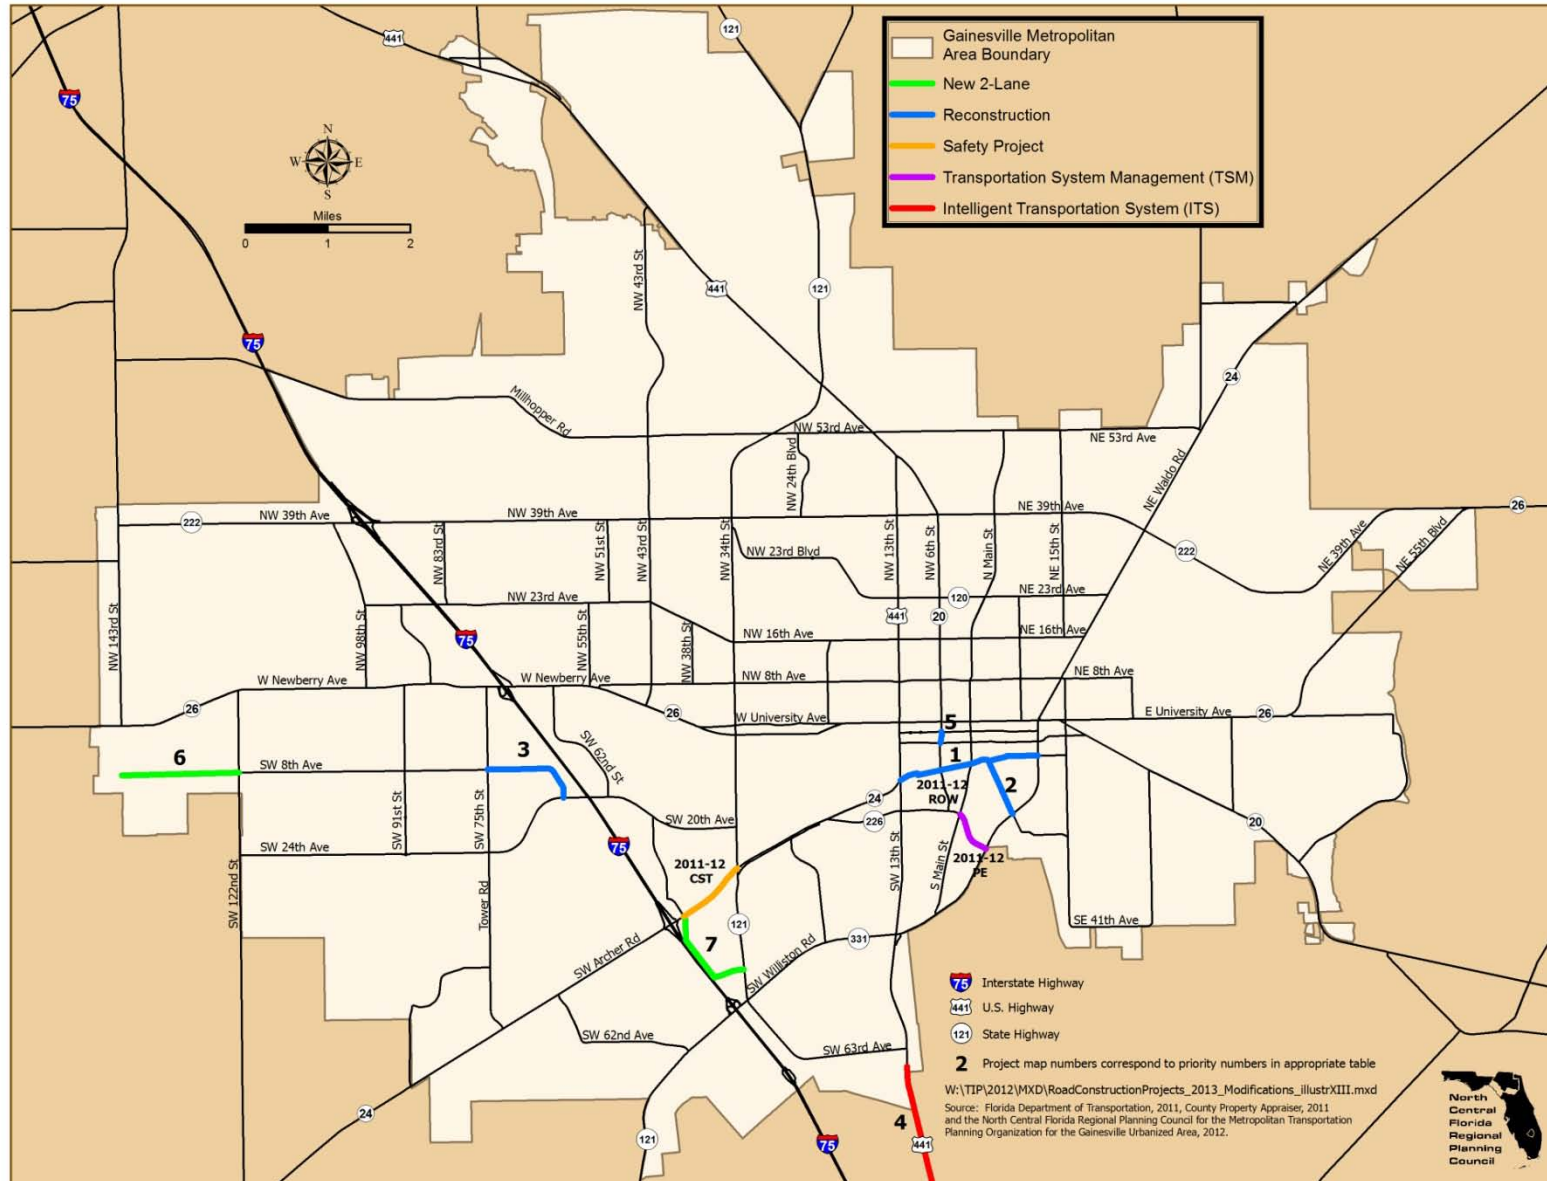 Gainesville Metropolitan
Area Boundary
New 2-Lane
Reconstruction
Safety Project
Transportation System Management (TSM)
Intelligent Transportation System (ITS)
441
121
75
N
W
E
S
Miles
0
1
2
NW 43rd St
441
121
75
24
Millhopper Rd
NW 53rd Ave
NE 53rd Ave
NW 24th Blvd
NE Waldo Rd
222
NW 39th Ave
NW 39th Ave
NE 39th Ave
26
NW 83rd St
NW 51st St
NW 43rd St
NW 34th St
NW 23rd Blvd
NW 13th St
NW 6th St
N Main St
NE 15th St
222
NE 39th Ave
NE 55th Blvd
NW 143rd St
NW 98th St
NW 23rd Ave
120
NE 23rd Ave
441
20
75
NW 55th St
NW 38th St
NW 16th Ave
NE 16th Ave
W Newberry Ave
W Newberry Ave
NW 8th Ave
NE 8th Ave
26
26
W University Ave
5
E University Ave
26
6
SW 8th Ave
3
SW 62nd St
1
2011-12
ROW
2
24
226
SW 91st St
SW 75th St
SW 20th Ave
20
SW 24th Ave
75
2011-12
CST
SW 13th St
S Main St
2011-12
PE
SW 122nd St
Tower Rd
121
SE 41th Ave
SW Archer Rd
7
SW Williston Rd
331
SW 62nd Ave
SW 63rd Ave
24
121
75
4
441
75
Interstate Highway
441
U.S. Highway
121
State Highway
2
Project map numbers correspond to priority numbers in appropriate table
W:\TIP\2012\MXD\RoadConstructionProjects_2013_Modifications_illustrXIII.mxd
Source: Florida Department of Transportation, 2011, County Property Appraiser, 2011
and the North Central Florida Regional Planning Council for the Metropolitan Transportation
Planning Organization for the Gainesville Urbanized Area, 2012.
North
Central
Florida
Regional
Planning
Council